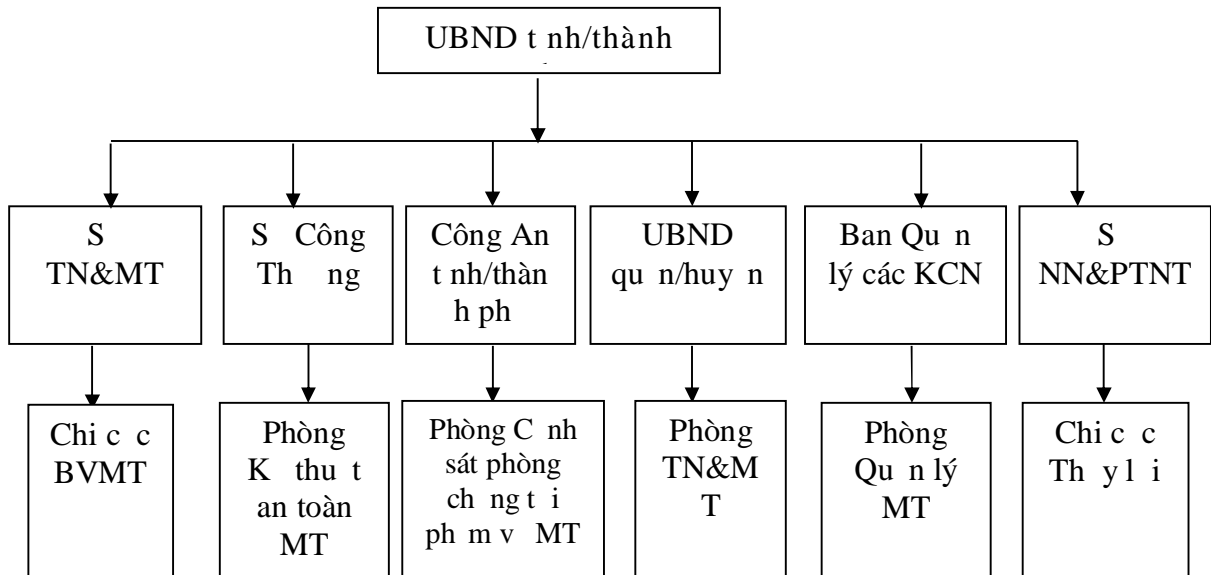 UBND t nh/thành
S
TN&MT
S Công
Th ng
Công An
t nh/thàn
h ph
UBND
qu n/huy n
Ban Qu n
lý các KCN
S
NN&PTNT
Chi c c
BVMT
Phòng
K thu t
an toàn
MT
Phòng C nh
sát phòng
ch ng t i
ph m v MT
Phòng
TN&M
T
Phòng
Qu n lý
MT
Chi c c
Th y l i